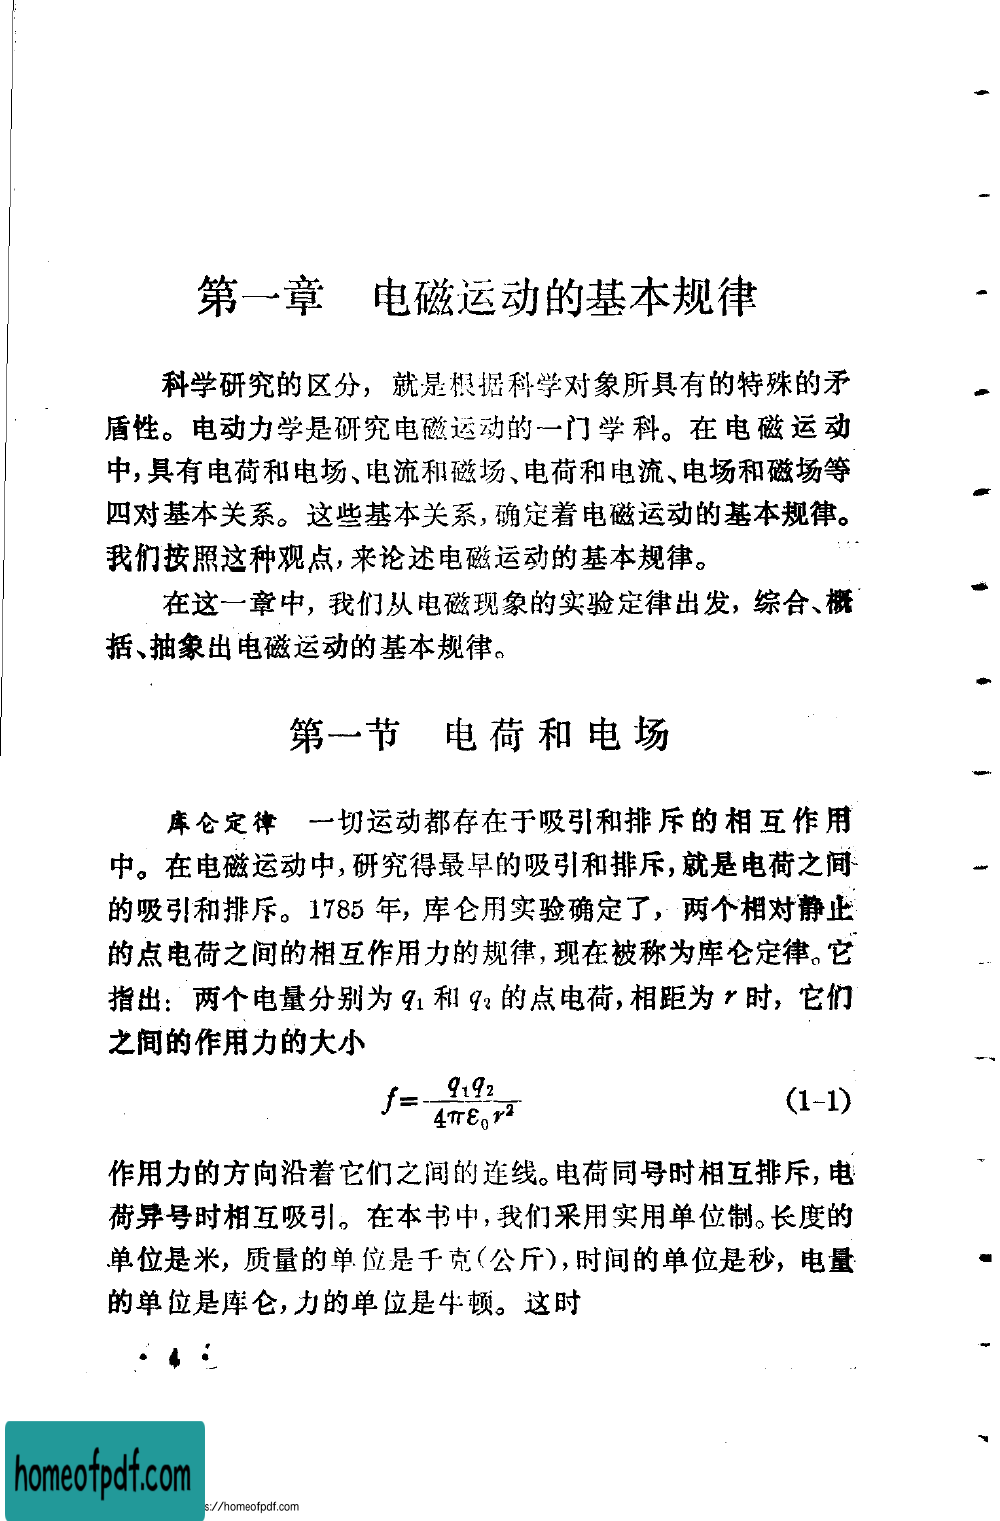 第一章 电磁运动的基本规律
科学研究的区分，就是根据科学对象所具有的特殊的矛
盾性。电动力学是研究电磁运动的一门学科。在电磁运动
中，具有电荷和电场、电流和磁场、电荷和电流、电场和磁场等
四对基本关系。这些基本关系，确定着电磁运动的基本规律。
我们按照这种观点，来论述电磁运动的基本规律。
在这一章中，我们从电磁现象的实验定律出发，综合、概
括、抽象出电磁运动的基本规律。
第一节 电荷和电场
库仑定律 一切运动都存在于吸引和排斥的相互作用
中。在电磁运动中，研究得最早的吸引和排斥，就是电荷之间
的吸引和排斥。1785 年，库仑用实验确定了，两个相对静止
的点电荷之间的相互作用力的规律，现在被称为库仑定律。它
指出：两个电量分别为 q₁ 和 q₂ 的点电荷，相距为 r 时，它们
之间的作用力的大小
f = q₁q₂ / 4πε₀r² (1-1)
作用力的方向沿着它们之间的连线。电荷同号时相互排斥，电
荷异号时相互吸引。在本书中，我们采用实用单位制。长度的
单位是米，质量的单位是千克（公斤），时间的单位是秒，电量
的单位是库仑，力的单位是牛顿。这时
· 4 ·
homeofpdf.com
s://homeofpdf.com